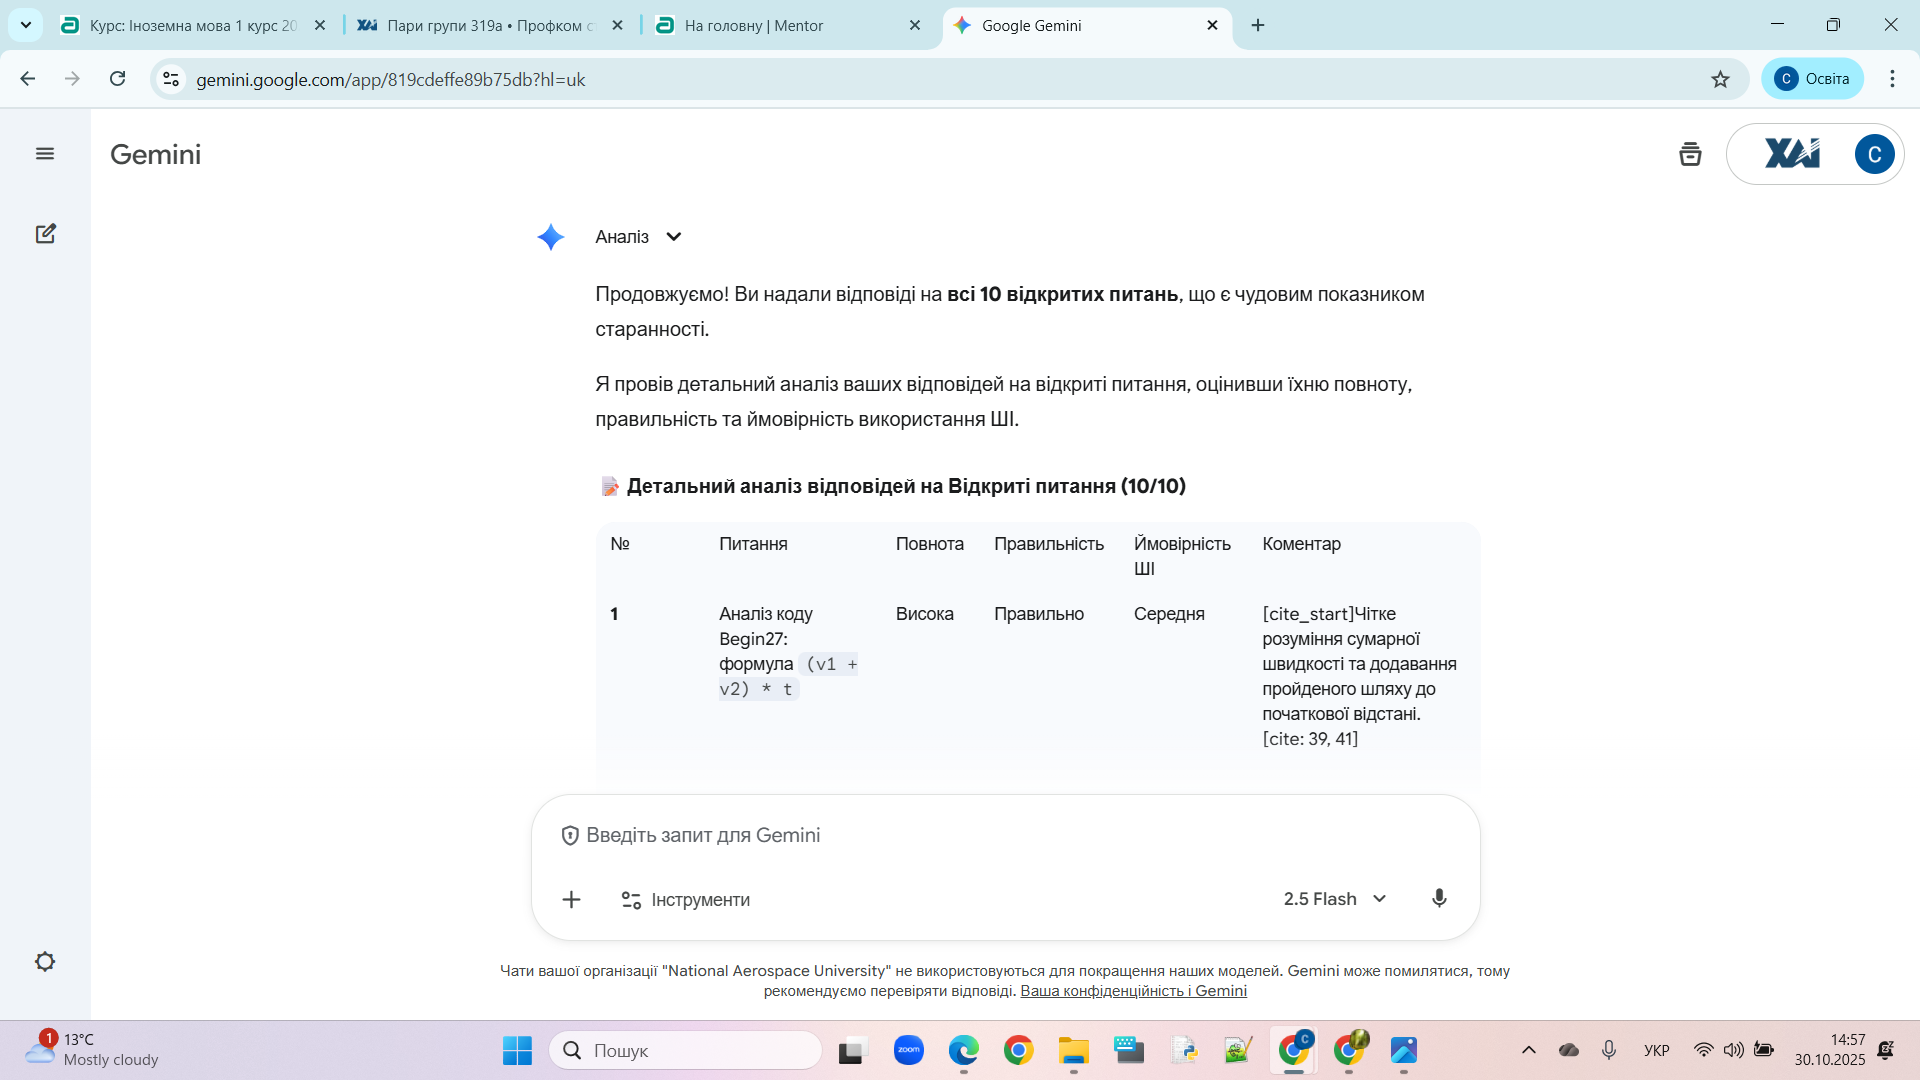 Курс: Іноземна мова 1 курс 20
Пари групи 319а • Профком ст
На головну | Mentor
Google Gemini
gemini.google.com/app/819cdeffe89b75db?hl=uk
С Освіта
Gemini
ХАІ
С
Аналіз
Продовжуємо! Ви надали відповіді на всі 10 відкритих питань, що є чудовим показником
старанності.
Я провів детальний аналіз ваших відповідей на відкриті питання, оцінивши їхню повноту,
правильність та ймовірність використання ШІ.
Детальний аналіз відповідей на Відкриті питання (10/10)
№ Питання Повнота Правильність Ймовірність ШІ Коментар
1 Аналіз коду Begin27: формула (v1 + v2) * t Висока Правильно Середня [cite_start]Чітке розуміння сумарної швидкості та додавання пройденого шляху до початкової відстані. [cite: 39, 41]
Введіть запит для Gemini
Інструменти
2.5 Flash
Чати вашої організації "National Aerospace University" не використовуються для покращення наших моделей. Gemini може помилятися, тому
рекомендуємо перевіряти відповіді. Ваша конфіденційність і Gemini
1
13°C
Mostly cloudy
Пошук
zoom
C
УКР
14:57
30.10.2025